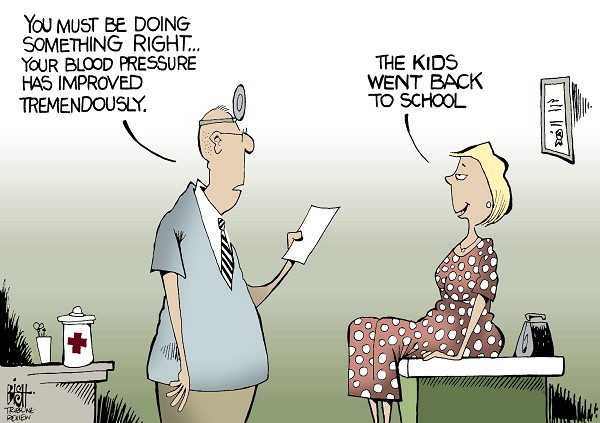 YOU MUST BE DOING
SOMETHING RIGHT...
YOUR BLOOD PRESSURE
HAS IMPROVED
TREMENDOUSLY.
THE KIDS
WENT BACK
TO SCHOOL
BISH
TRIBUNE-
REVIEW